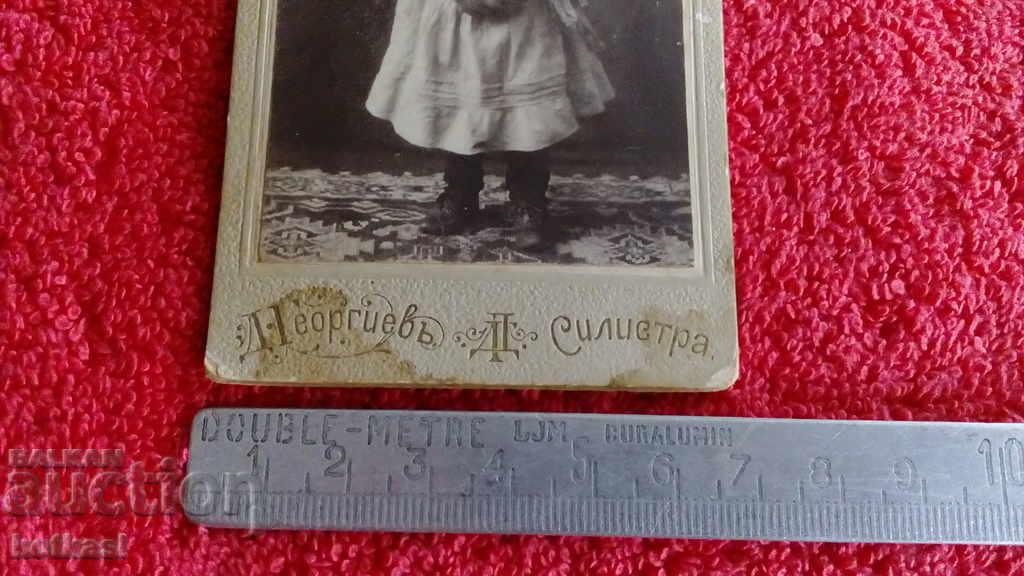 Д. Георгиевъ. ДГ Силистра.
DOUBLE-METRE LJM DURALUMIN
1 2 3 4 5 6 7 8 9 10
BALKAN
auction
kotkasl